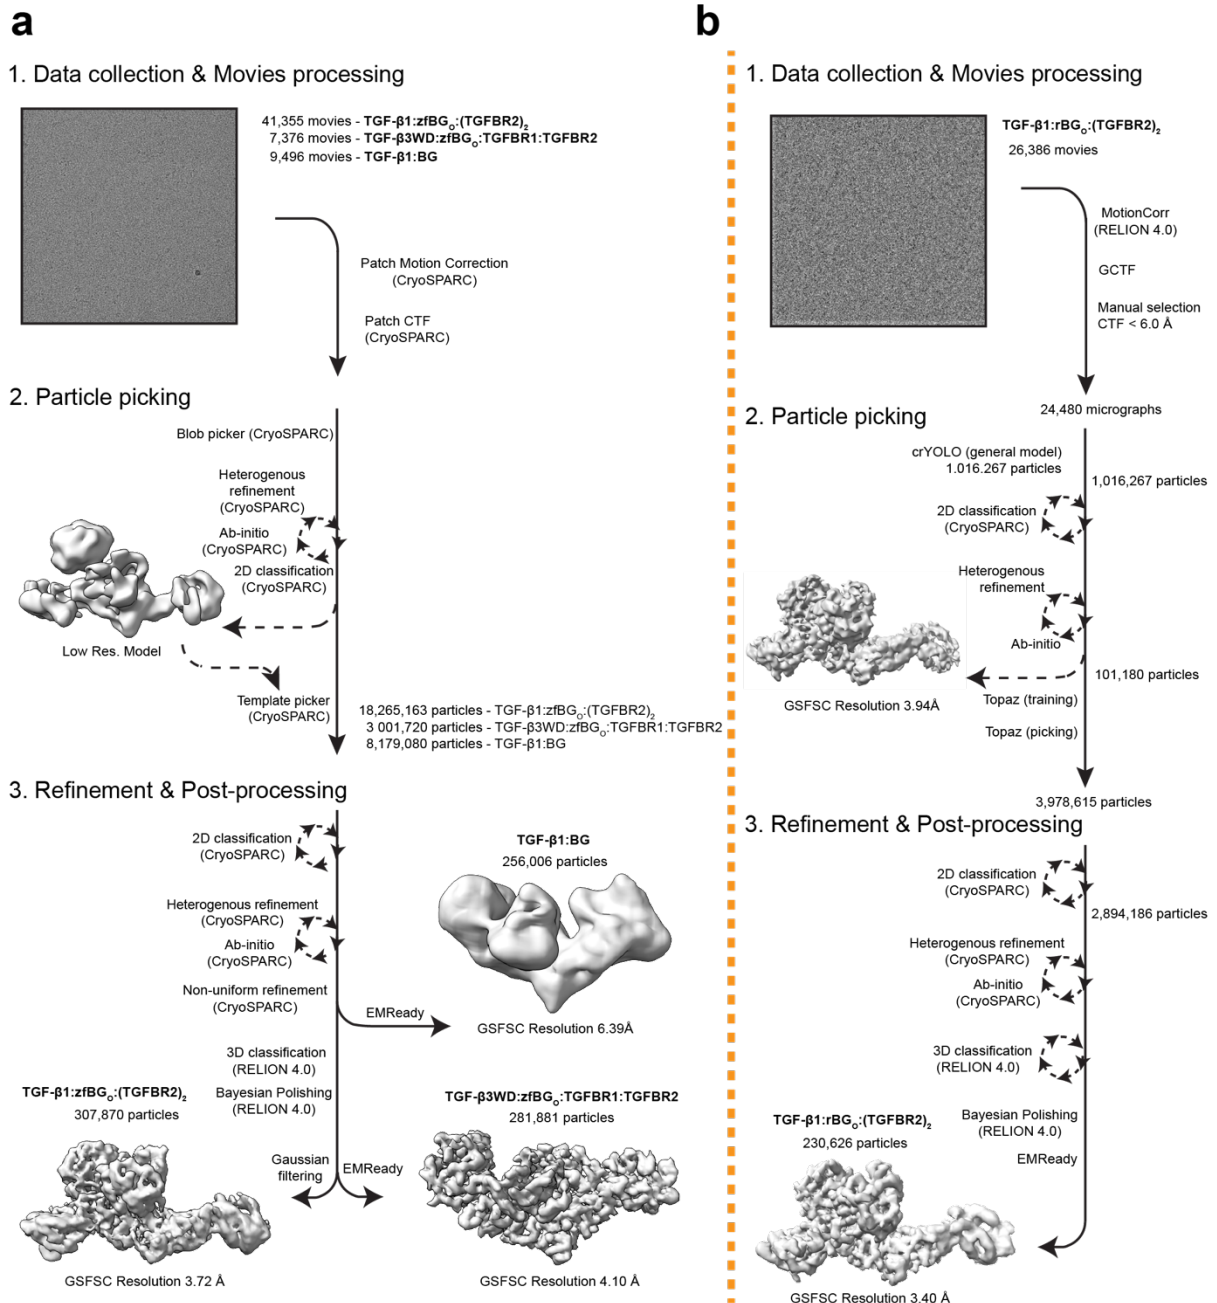 a
1. Data collection & Movies processing
41,355 movies - TGF-β1:zfBGO:(TGFBR2)2
7,376 movies - TGF-β3WD:zfBGO:TGFBR1:TGFBR2
9,496 movies - TGF-β1:BG
Patch Motion Correction
(CryoSPARC)
Patch CTF
(CryoSPARC)
2. Particle picking
Blob picker (CryoSPARC)
Heterogenous
refinement
(CryoSPARC)
Ab-initio
(CryoSPARC)
2D classification
(CryoSPARC)
Low Res. Model
Template picker
(CryoSPARC)
18,265,163 particles - TGF-β1:zfBGO:(TGFBR2)2
3 001,720 particles - TGF-β3WD:zfBGO:TGFBR1:TGFBR2
8,179,080 particles - TGF-β1:BG
3. Refinement & Post-processing
2D classification
(CryoSPARC)
Heterogenous refinement
(CryoSPARC)
Ab-initio
(CryoSPARC)
Non-uniform refinement
(CryoSPARC)
EMReady
TGF-β1:BG
256,006 particles
GSFSC Resolution 6.39Å
3D classification
(RELION 4.0)
Bayesian Polishing
(RELION 4.0)
Gaussian
filtering
EMReady
TGF-β1:zfBGO:(TGFBR2)2
307,870 particles
GSFSC Resolution 3.72 Å
TGF-β3WD:zfBGO:TGFBR1:TGFBR2
281,881 particles
GSFSC Resolution 4.10 Å
b
1. Data collection & Movies processing
TGF-β1:rBGO:(TGFBR2)2
26,386 movies
MotionCorr
(RELION 4.0)
GCTF
Manual selection
CTF < 6.0 Å
24,480 micrographs
2. Particle picking
crYOLO (general model)
1.016.267 particles
1,016,267 particles
2D classification
(CryoSPARC)
Heterogenous
refinement
Ab-initio
101,180 particles
GSFSC Resolution 3.94Å
Topaz (training)
Topaz (picking)
3,978,615 particles
3. Refinement & Post-processing
2D classification
(CryoSPARC)
2,894,186 particles
Heterogenous refinement
(CryoSPARC)
Ab-initio
(CryoSPARC)
3D classification
(RELION 4.0)
Bayesian Polishing
(RELION 4.0)
EMReady
TGF-β1:rBGO:(TGFBR2)2
230,626 particles
GSFSC Resolution 3.40 Å